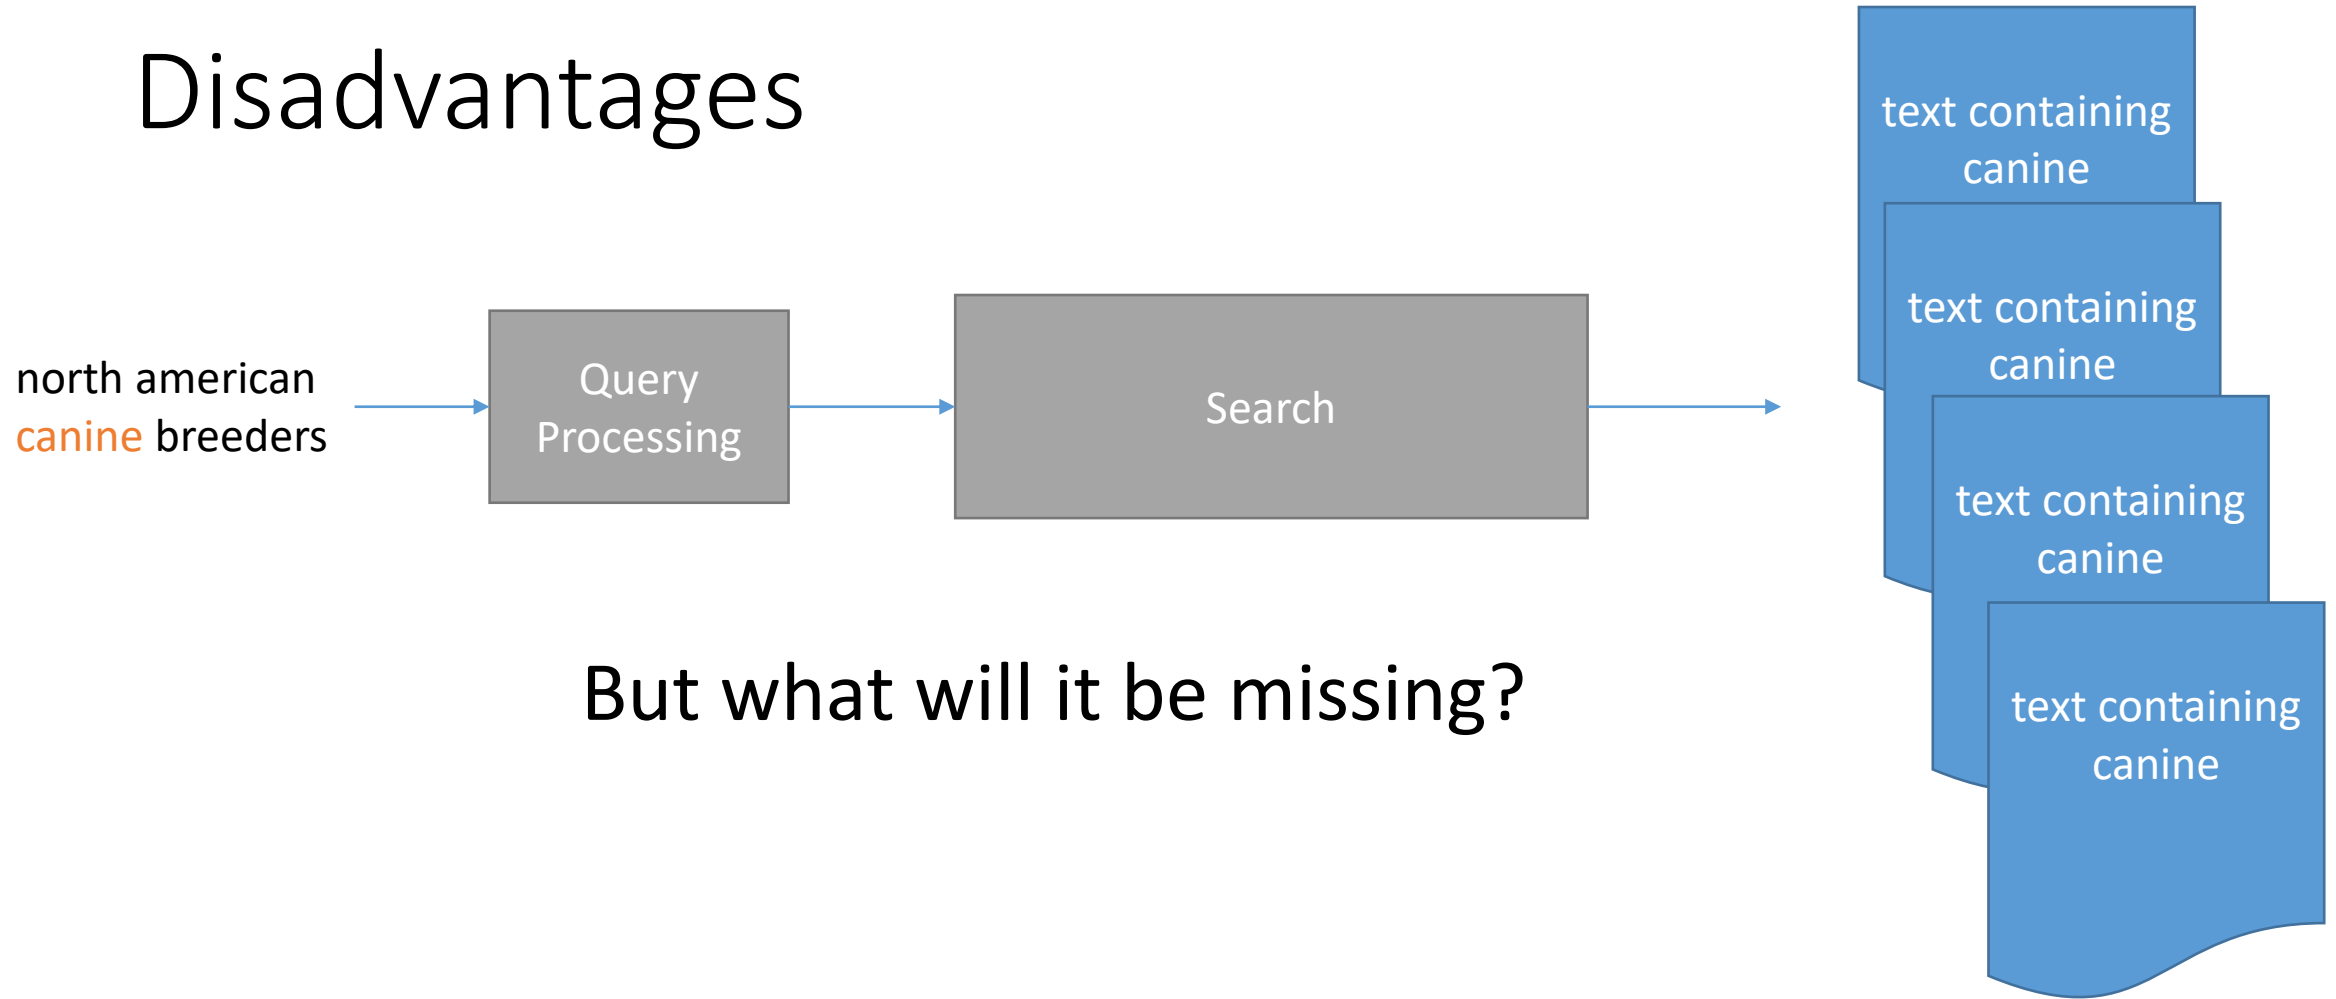 Disadvantages
north american
canine breeders
Query
Processing
Search
text containing
canine
text containing
canine
text containing
canine
text containing
canine
But what will it be missing?